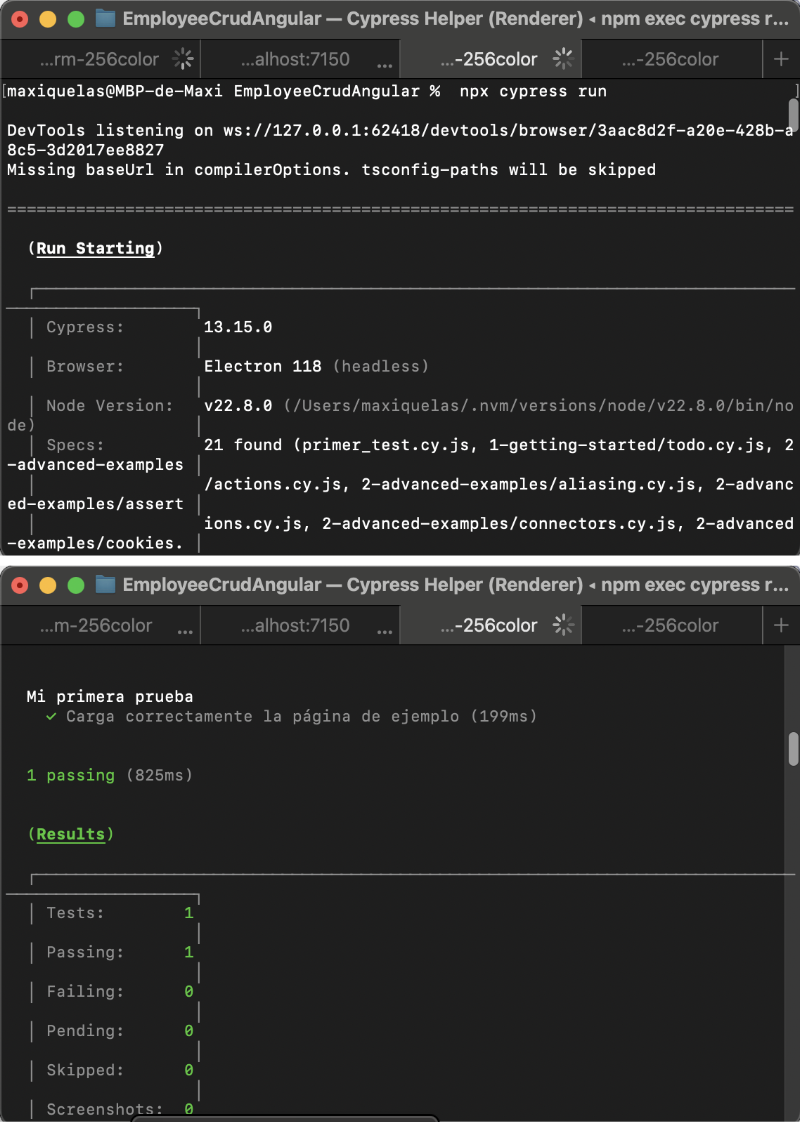 EmployeeCrudAngular — Cypress Helper (Renderer) ◂ npm exec cypress r...
...rm-256color ...alhost:7150 ... ...-256color ...-256color +
[maxiquelas@MBP-de-Maxi EmployeeCrudAngular %  npx cypress run ]
DevTools listening on ws://127.0.0.1:62418/devtools/browser/3aac8d2f-a20e-428b-a
8c5-3d2017ee8827
Missing baseUrl in compilerOptions. tsconfig-paths will be skipped
================================================================================
(Run Starting)
│ Cypress: 13.15.0
│
│ Browser: Electron 118 (headless)
│
│ Node Version: v22.8.0 (/Users/maxiquelas/.nvm/versions/node/v22.8.0/bin/no
de) │
│ Specs: 21 found (primer_test.cy.js, 1-getting-started/todo.cy.js, 2
-advanced-examples │
│ /actions.cy.js, 2-advanced-examples/aliasing.cy.js, 2-advanc
ed-examples/assert │
│ ions.cy.js, 2-advanced-examples/connectors.cy.js, 2-advanced
-examples/cookies. │
EmployeeCrudAngular — Cypress Helper (Renderer) ◂ npm exec cypress r...
...m-256color ... ...alhost:7150 ... ...-256color ...-256color +
Mi primera prueba
✓ Carga correctamente la página de ejemplo (199ms)
1 passing (825ms)
(Results)
│ Tests: 1
│
│ Passing: 1
│
│ Failing: 0
│
│ Pending: 0
│
│ Skipped: 0
│
│ Screenshots: 0